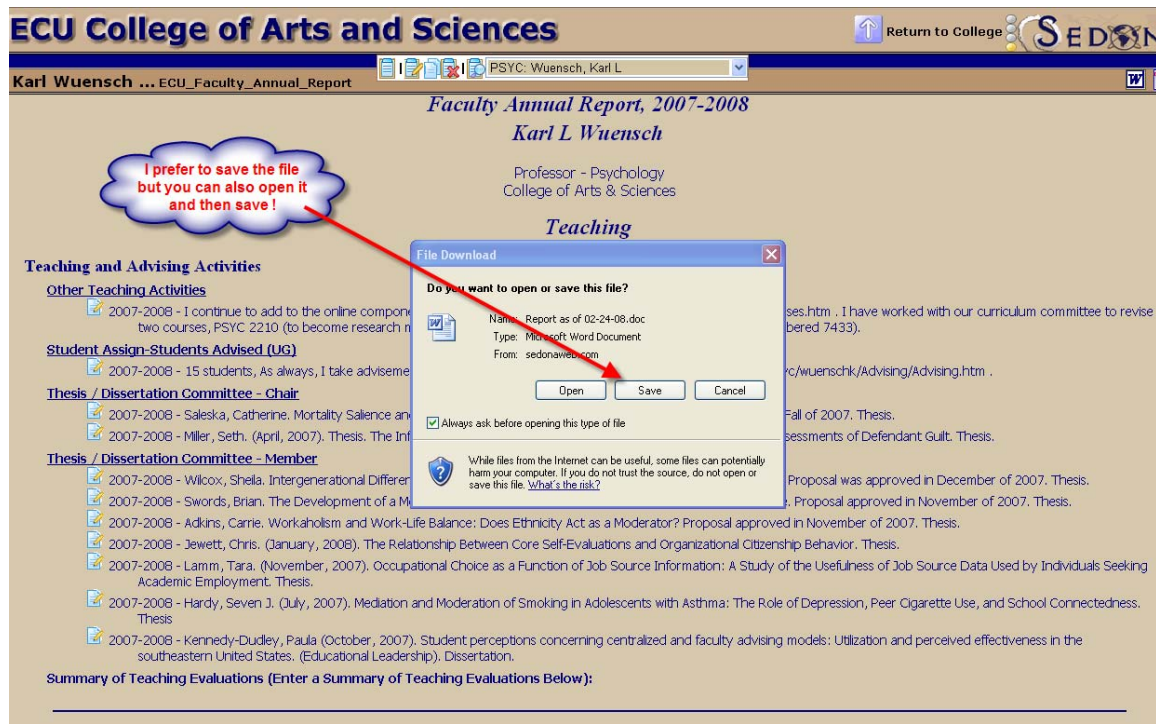 ECU College of Arts and Sciences
Return to College
SEDON
PSYC: Wuensch, Karl L
Karl Wuensch ... ECU_Faculty_Annual_Report
Faculty Annual Report, 2007-2008
Karl L Wuensch
I prefer to save the file
but you can also open it
and then save !
Professor - Psychology
College of Arts & Sciences
Teaching
File Download
Do you want to open or save this file?
Name: Report as of 02-24-08.doc
Type: Microsoft Word Document
From: sedonaweb.com
Open Save Cancel
Always ask before opening this type of file
While files from the Internet can be useful, some files can potentially
harm your computer. If you do not trust the source, do not open or
save this file. What's the risk?
Teaching and Advising Activities
Other Teaching Activities
2007-2008 - I continue to add to the online compone ses.htm . I have worked with our curriculum committee to revise
two courses, PSYC 2210 (to become research m bered 7433).
Student Assign-Students Advised (UG)
2007-2008 - 15 students, As always, I take adviseme c/wuenschk/Advising/Advising.htm .
Thesis / Dissertation Committee - Chair
2007-2008 - Saleska, Catherine. Mortality Salience an Fall of 2007. Thesis.
2007-2008 - Miller, Seth. (April, 2007). Thesis. The Inf sessments of Defendant Guilt. Thesis.
Thesis / Dissertation Committee - Member
2007-2008 - Wilcox, Sheila. Intergenerational Differen Proposal was approved in December of 2007. Thesis.
2007-2008 - Swords, Brian. The Development of a M . Proposal approved in November of 2007. Thesis.
2007-2008 - Adkins, Carrie. Workaholism and Work-Life Balance: Does Ethnicity Act as a Moderator? Proposal approved in November of 2007. Thesis.
2007-2008 - Jewett, Chris. (January, 2008). The Relationship Between Core Self-Evaluations and Organizational Citizenship Behavior. Thesis.
2007-2008 - Lamm, Tara. (November, 2007). Occupational Choice as a Function of Job Source Information: A Study of the Usefulness of Job Source Data Used by Individuals Seeking
Academic Employment. Thesis.
2007-2008 - Hardy, Seven J. (July, 2007). Mediation and Moderation of Smoking in Adolescents with Asthma: The Role of Depression, Peer Cigarette Use, and School Connectedness.
Thesis
2007-2008 - Kennedy-Dudley, Paula (October, 2007). Student perceptions concerning centralized and faculty advising models: Utilization and perceived effectiveness in the
southeastern United States. (Educational Leadership). Dissertation.
Summary of Teaching Evaluations (Enter a Summary of Teaching Evaluations Below):